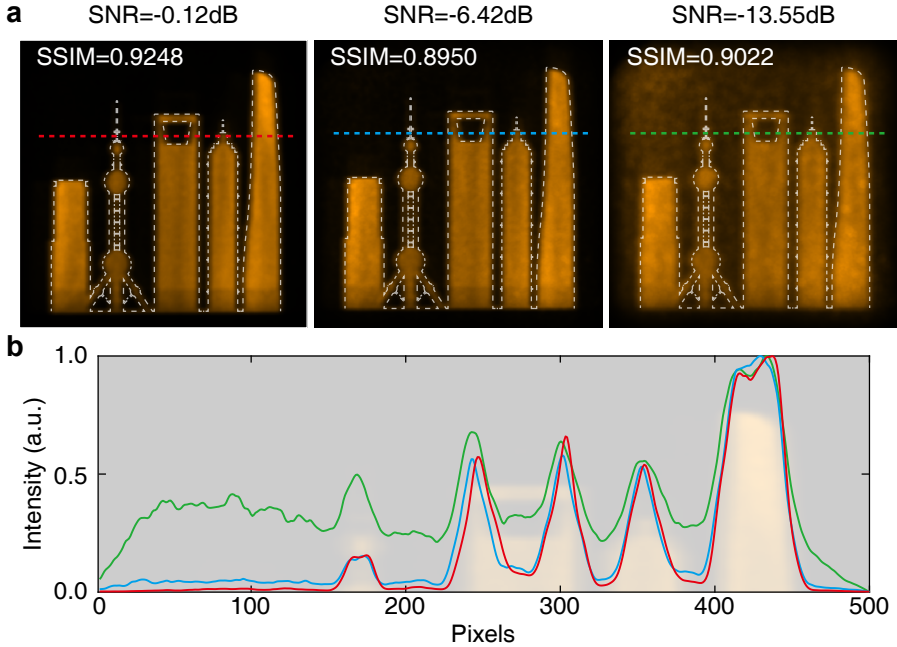 a
SNR=-0.12dB
SNR=-6.42dB
SNR=-13.55dB
SSIM=0.9248
SSIM=0.8950
SSIM=0.9022
b
1.0
0.5
0.0
Intensity (a.u.)
0
100
200
300
400
500
Pixels